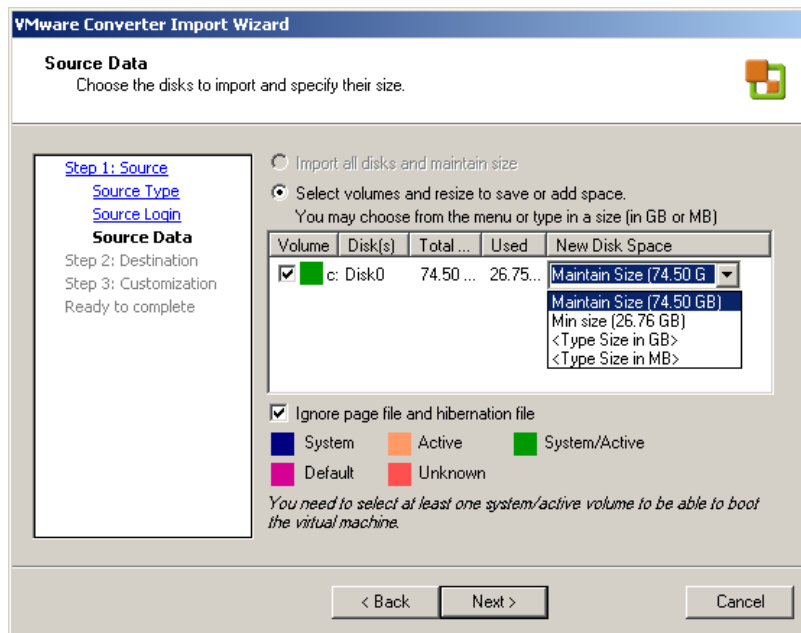 VMware Converter Import Wizard
Source Data
Choose the disks to import and specify their size.
Step 1: Source
Source Type
Source Login
Source Data
Step 2: Destination
Step 3: Customization
Ready to complete
Import all disks and maintain size
Select volumes and resize to save or add space.
You may choose from the menu or type in a size (in GB or MB)
Volume Disk(s) Total ... Used New Disk Space
c: Disk0 74.50 ... 26.75... Maintain Size (74.50 G
Maintain Size (74.50 GB)
Min size (26.76 GB)
<Type Size in GB>
<Type Size in MB>
Ignore page file and hibernation file
System Active System/Active
Default Unknown
You need to select at least one system/active volume to be able to boot
the virtual machine.
< Back Next > Cancel